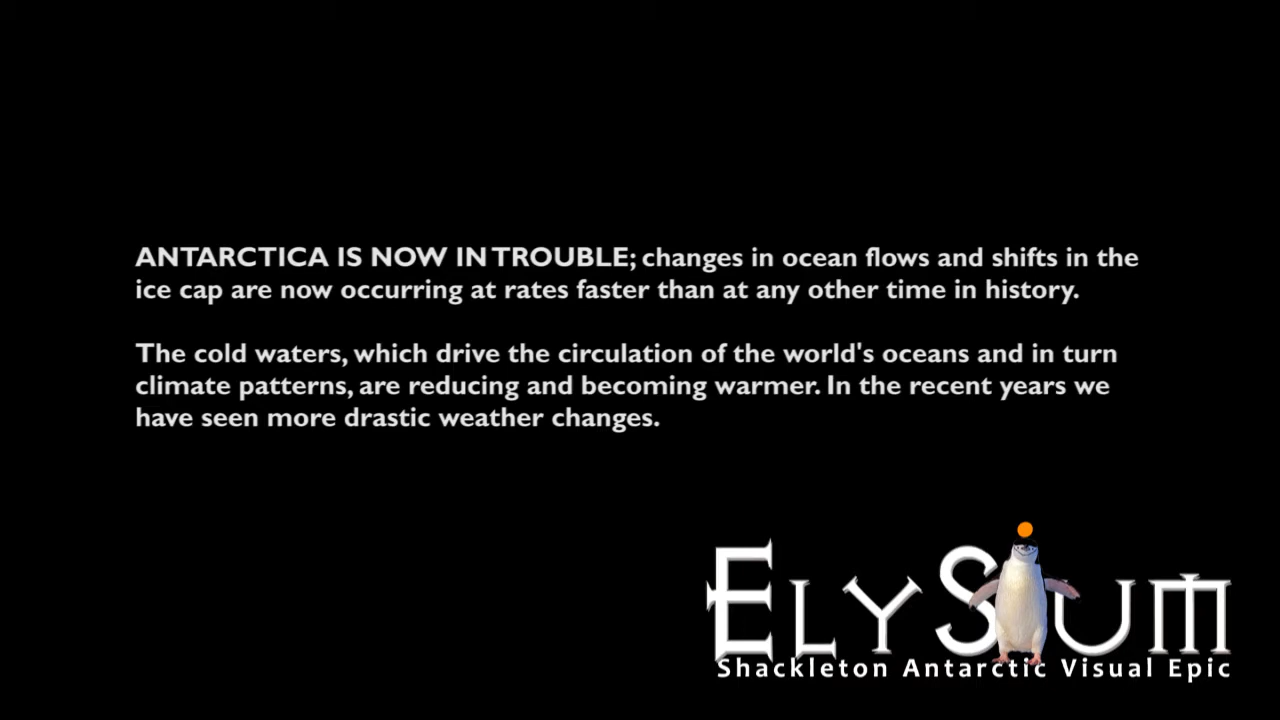 ANTARCTICA IS NOW IN TROUBLE; changes in ocean flows and shifts in the
ice cap are now occurring at rates faster than at any other time in history.
The cold waters, which drive the circulation of the world's oceans and in turn
climate patterns, are reducing and becoming warmer. In the recent years we
have seen more drastic weather changes.
ElySium
Shackleton Antarctic Visual Epic